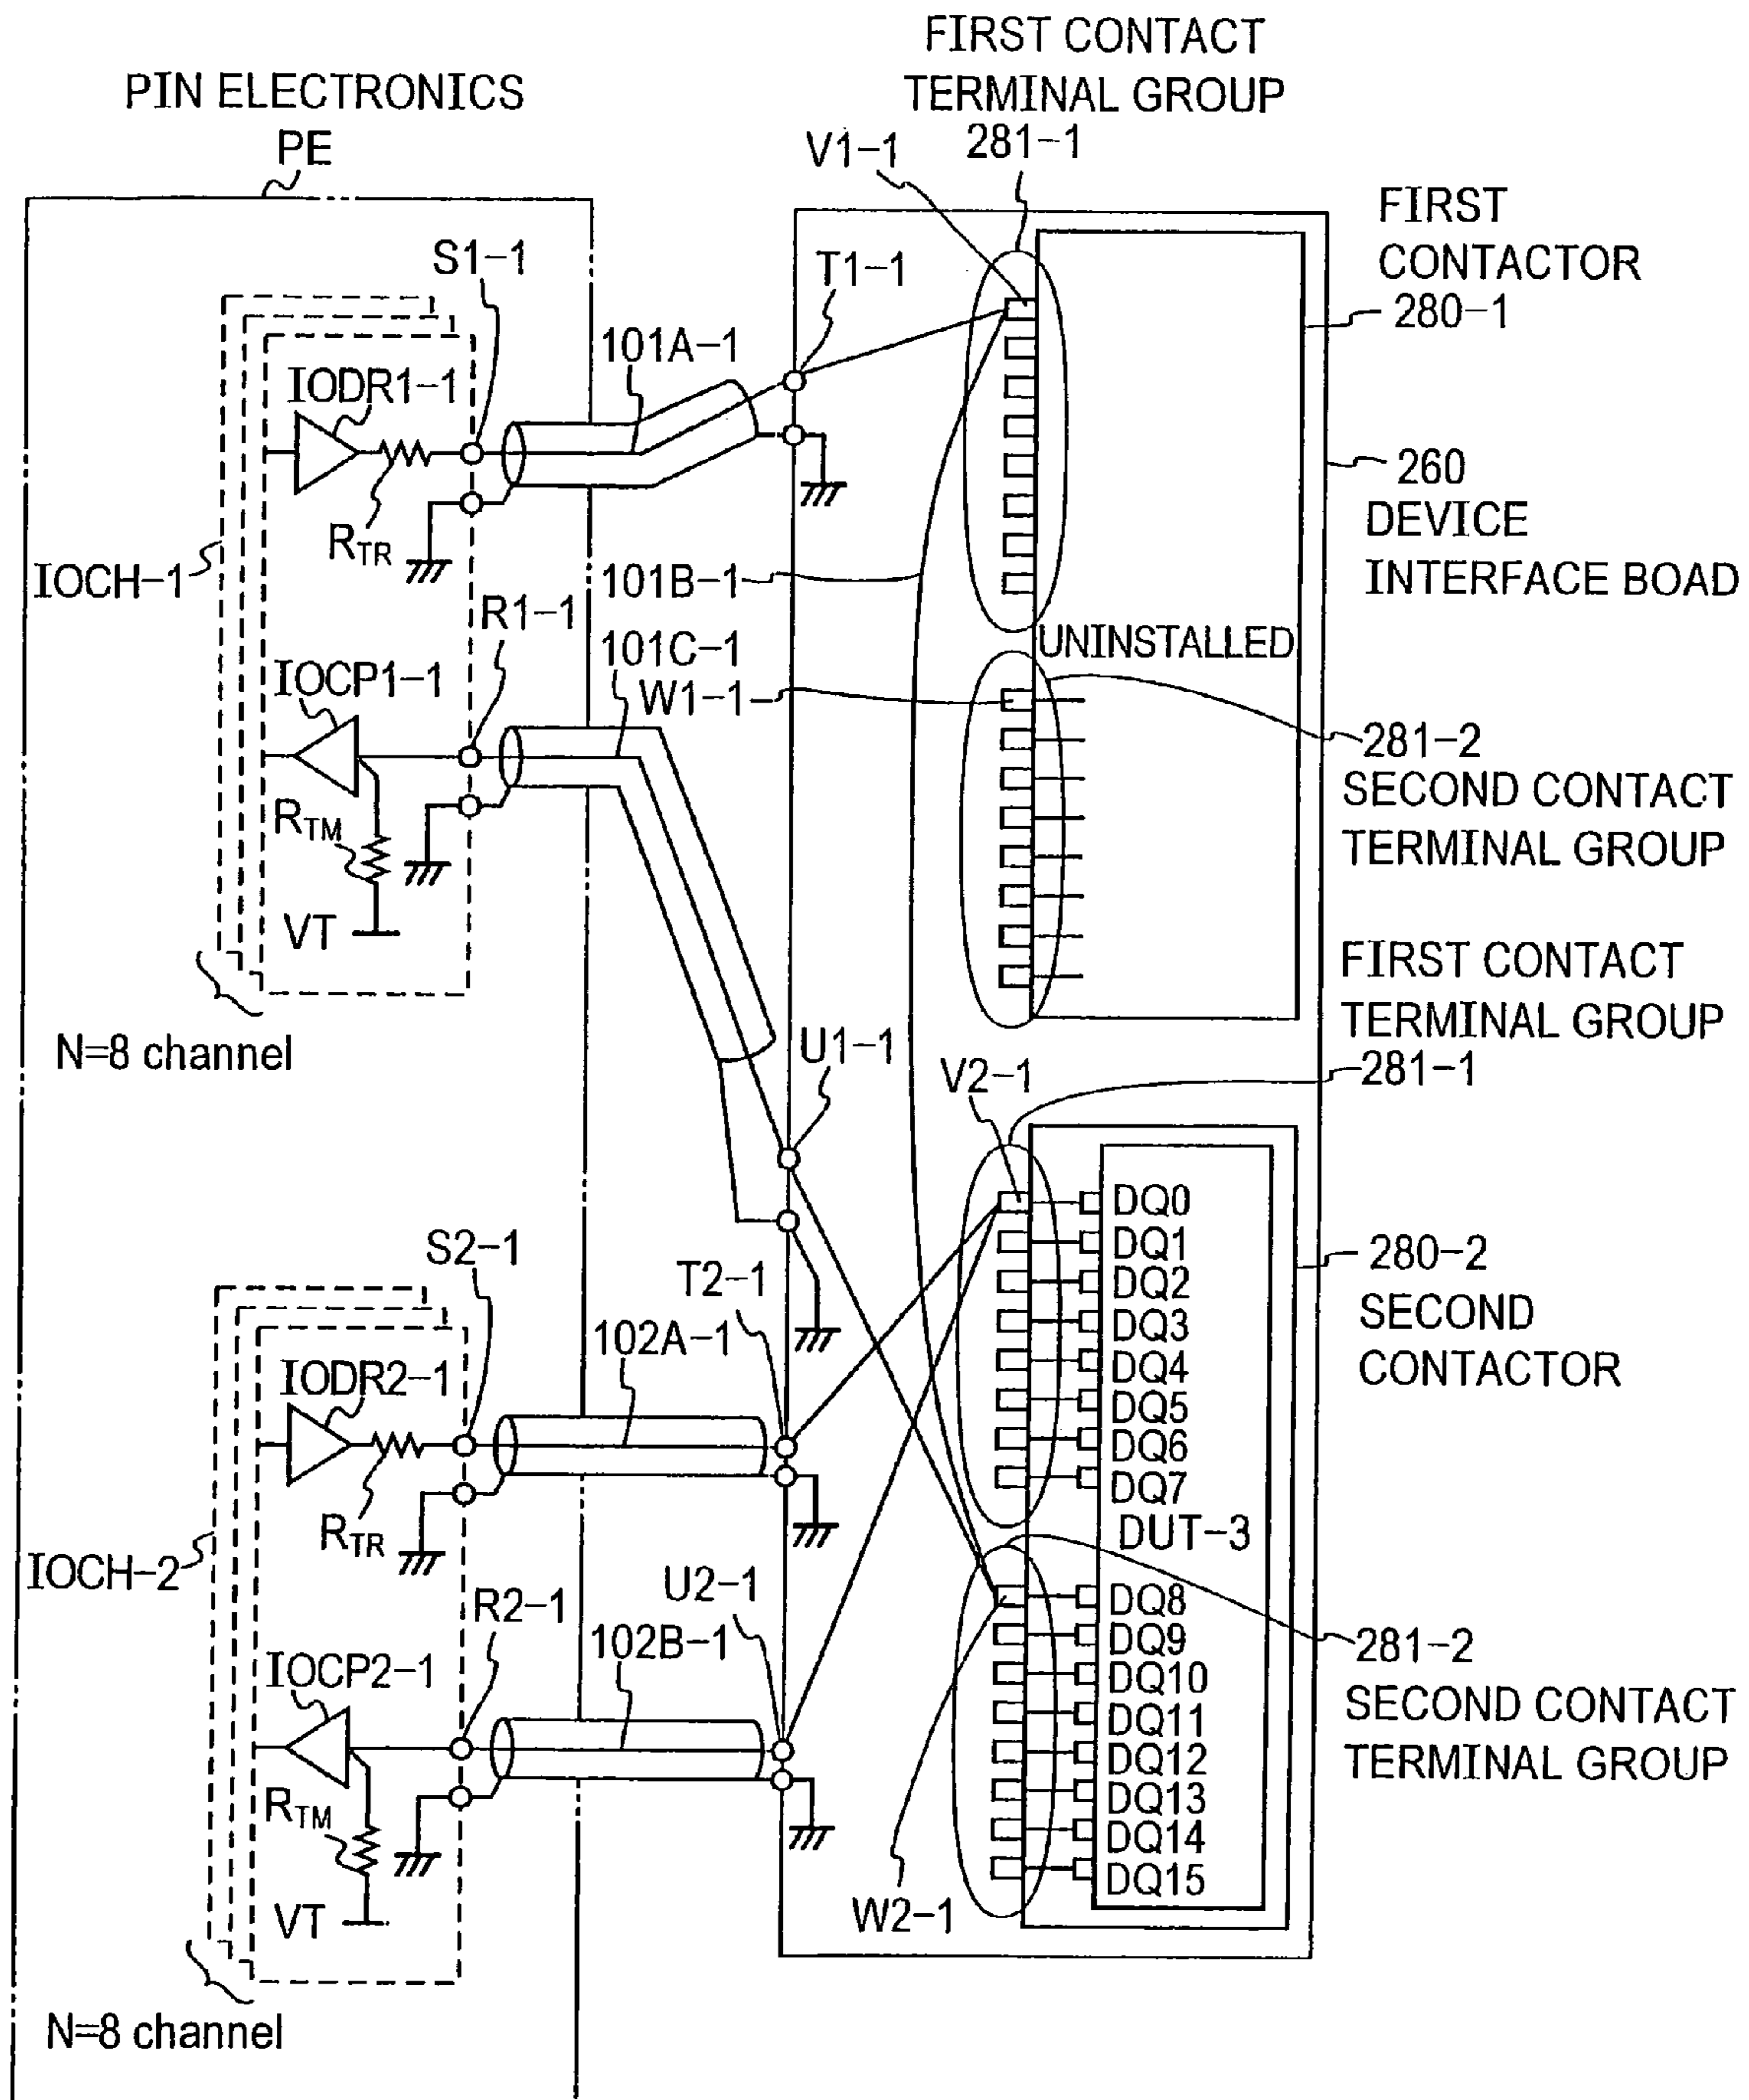 PIN ELECTRONICS
PE
FIRST CONTACT
TERMINAL GROUP
281-1
V1-1
FIRST
CONTACTOR
280-1
S1-1
T1-1
101A-1
IODR1-1
RTR
IOCH-1
260
DEVICE
INTERFACE BOAD
101B-1
R1-1
101C-1
UNINSTALLED
W1-1
IOCP1-1
RTM
VT
281-2
SECOND CONTACT
TERMINAL GROUP
N=8 channel
FIRST CONTACT
TERMINAL GROUP
281-1
U1-1
V2-1
S2-1
T2-1
102A-1
IODR2-1
RTR
IOCH-2
DQ0
DQ1
DQ2
DQ3
DQ4
DQ5
DQ6
DQ7
DUT-3
DQ8
DQ9
DQ10
DQ11
DQ12
DQ13
DQ14
DQ15
280-2
SECOND
CONTACTOR
U2-1
R2-1
102B-1
IOCP2-1
RTM
VT
281-2
SECOND CONTACT
TERMINAL GROUP
W2-1
N=8 channel